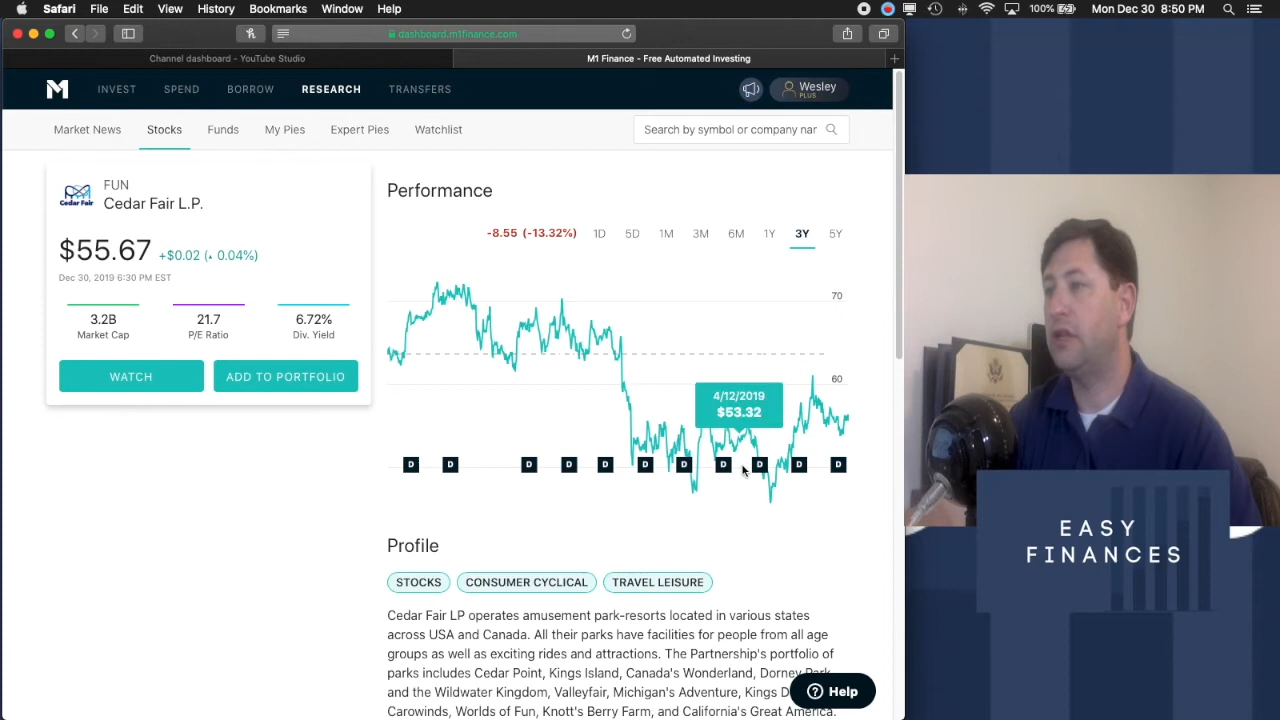 Safari File Edit View History Bookmarks Window Help 100% Mon Dec 30 8:50 PM
dashboard.m1finance.com
Channel dashboard - YouTube Studio
M1 Finance - Free Automated Investing
INVEST SPEND BORROW RESEARCH TRANSFERS
Wesley
PLUS
Market News Stocks Funds My Pies Expert Pies Watchlist
Search by symbol or company nar
Cedar Fair
FUN
Cedar Fair L.P.
$55.67 +$0.02 (▲ 0.04%)
Dec 30, 2019 6:30 PM EST
3.2B 21.7 6.72%
Market Cap P/E Ratio Div. Yield
WATCH ADD TO PORTFOLIO
Performance
-8.55 (-13.32%) 1D 5D 1M 3M 6M 1Y 3Y 5Y
70
60
4/12/2019
$53.32
D D D D D D D D D D D
Profile
STOCKS CONSUMER CYCLICAL TRAVEL LEISURE
Cedar Fair LP operates amusement park-resorts located in various states
across USA and Canada. All their parks have facilities for people from all age
groups as well as exciting rides and attractions. The Partnership's portfolio of
parks includes Cedar Point, Kings Island, Canada's Wonderland, Dorney Park
and the Wildwater Kingdom, Valleyfair, Michigan's Adventure, Kings D
Carowinds, Worlds of Fun, Knott's Berry Farm, and California's Great America.
Help
EASY
FINANCES